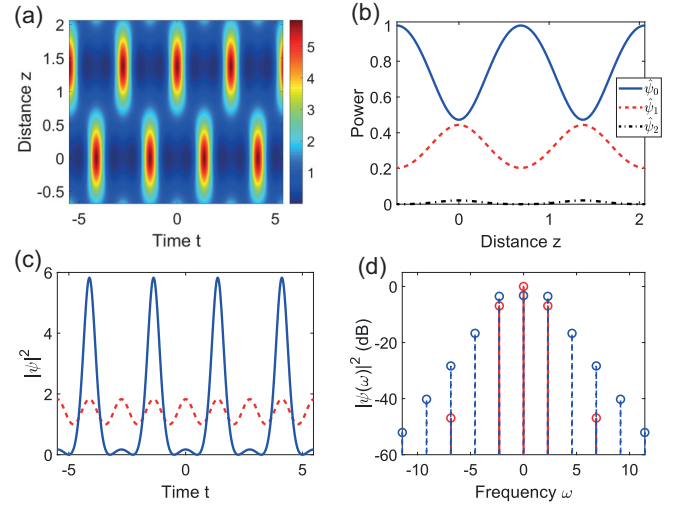 (a)
Distance z
2
1.5
1
0.5
0
-0.5
-5
0
5
Time t
5
4
3
2
1
(b)
Power
1
0.8
0.6
0.4
0.2
0
0
1
2
Distance z
ψ̂₀
ψ̂₁
ψ̂₂
(c)
|ψ|²
6
4
2
0
-5
0
5
Time t
(d)
|ψ(ω)|² (dB)
0
-20
-40
-60
-10
-5
0
5
10
Frequency ω